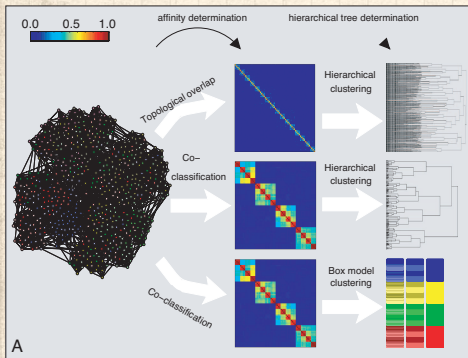 affinity determination
hierarchical tree determination
0.0 0.5 1.0
Topological overlap
Hierarchical
clustering
Co–
classification
Hierarchical
clustering
Co–classification
Box model
clustering
A